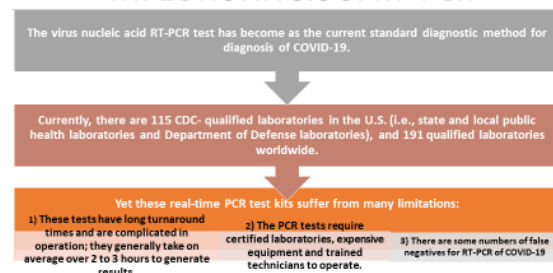 The virus nucleic acid RT-PCR test has become as the current standard diagnostic method for
diagnosis of COVID-19.
Currently, there are 115 CDC- qualified laboratories in the U.S. (i.e., state and local public
health laboratories and Department of Defense laboratories), and 191 qualified laboratories
worldwide.
Yet these real-time PCR test kits suffer from many limitations:
1) These tests have long turnaround
times and are complicated in
operation; they generally take on
average over 2 to 3 hours to generate
results.
2) The PCR tests require
certified laboratories, expensive
equipment and trained
technicians to operate.
3) There are some numbers of false
negatives for RT-PCR of COVID-19